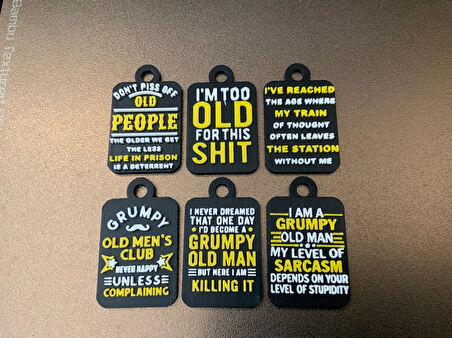 Bambu Textured
DON'T PISS OFF
OLD
PEOPLE
THE OLDER WE GET
THE LESS
LIFE IN PRISON
IS A DETERRENT
I'M TOO
OLD
FOR THIS
SHIT
I'VE REACHED
THE AGE WHERE
MY TRAIN
OF THOUGHT
OFTEN LEAVES
THE STATION
WITHOUT ME
GRUMPY
OLD MEN'S
CLUB
NEVER HAPPY
UNLESS
COMPLAINING
I NEVER DREAMED
THAT ONE DAY
I'D BECOME A
GRUMPY
OLD MAN
BUT HERE I AM
KILLING IT
I AM A
GRUMPY
OLD MAN
MY LEVEL OF
SARCASM
DEPENDS ON YOUR
LEVEL OF STUPIDITY